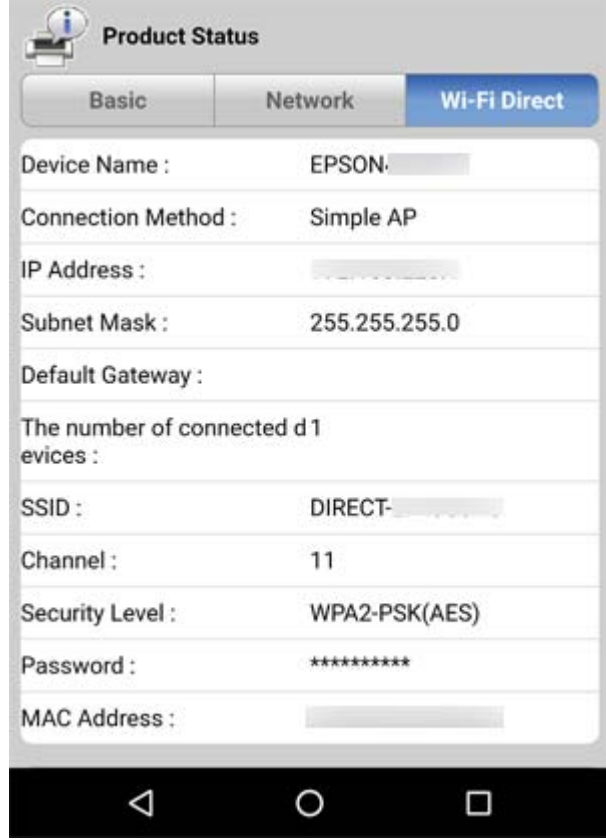 Product Status
Basic Network Wi-Fi Direct
Device Name : EPSON
Connection Method : Simple AP
IP Address :
Subnet Mask : 255.255.255.0
Default Gateway :
The number of connected d 1
evices :
SSID : DIRECT-
Channel : 11
Security Level : WPA2-PSK(AES)
Password : **********
MAC Address :